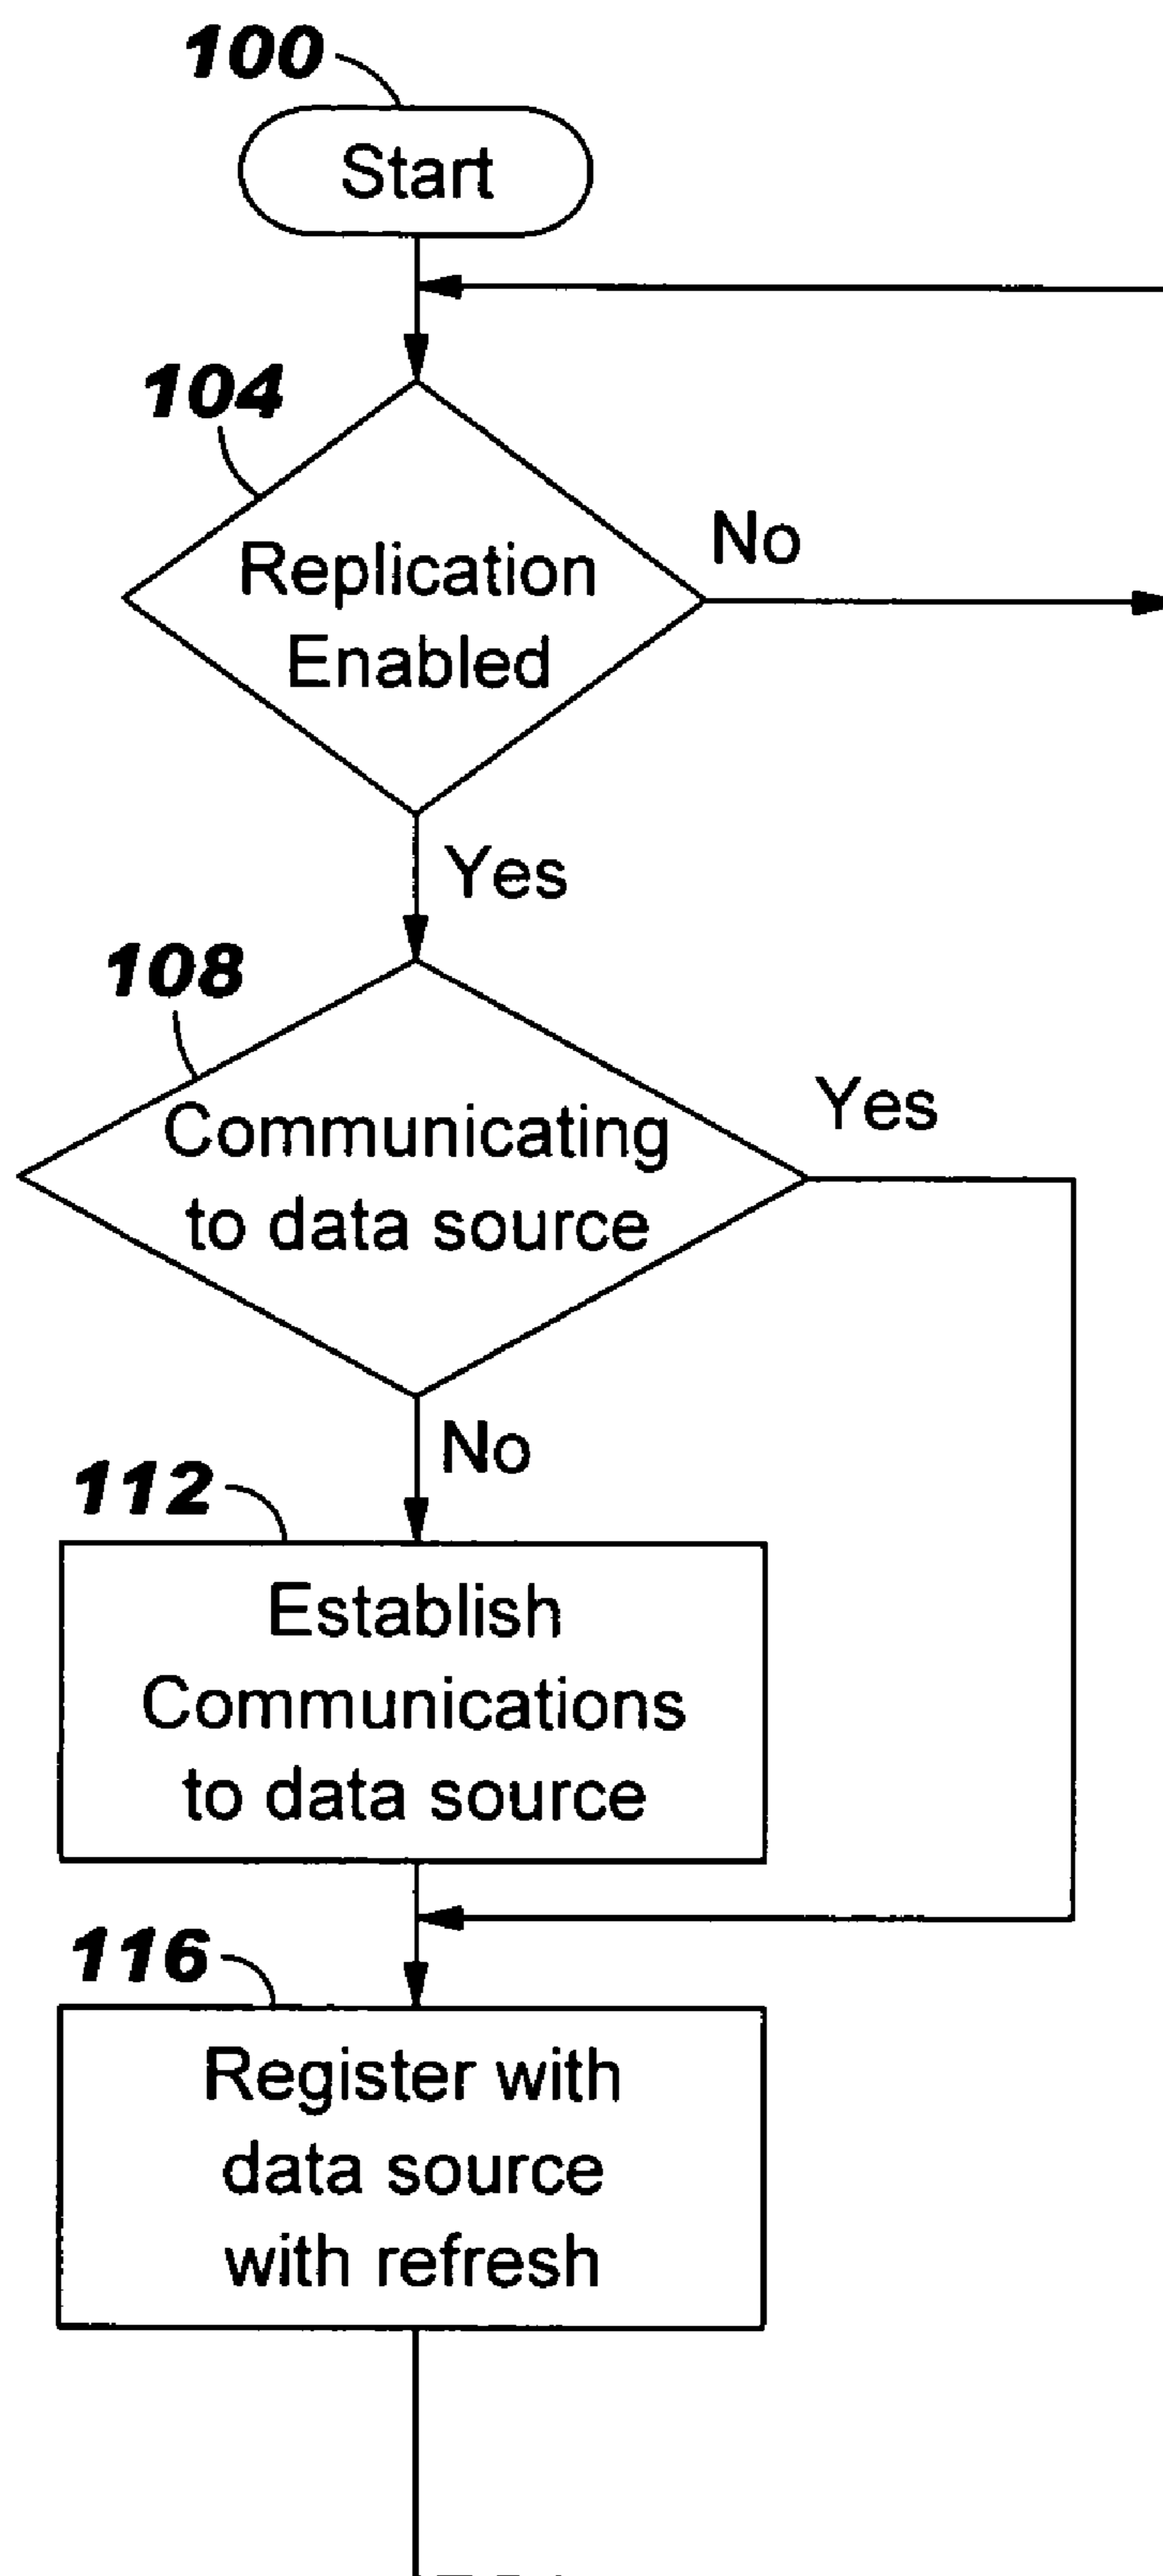 100
Start
104
Replication
Enabled
No
Yes
108
Communicating
to data source
Yes
No
112
Establish
Communications
to data source
116
Register with
data source
with refresh